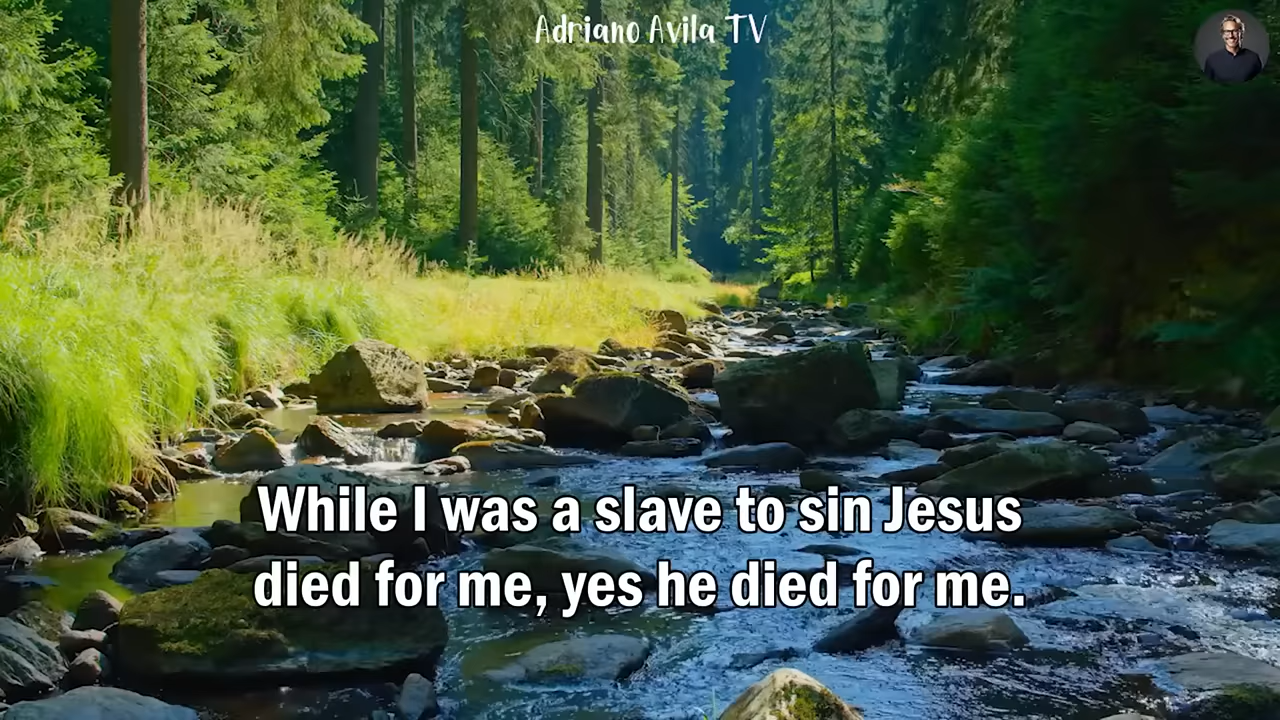 Adriano Avila TV
While I was a slave to sin Jesus
died for me, yes he died for me.